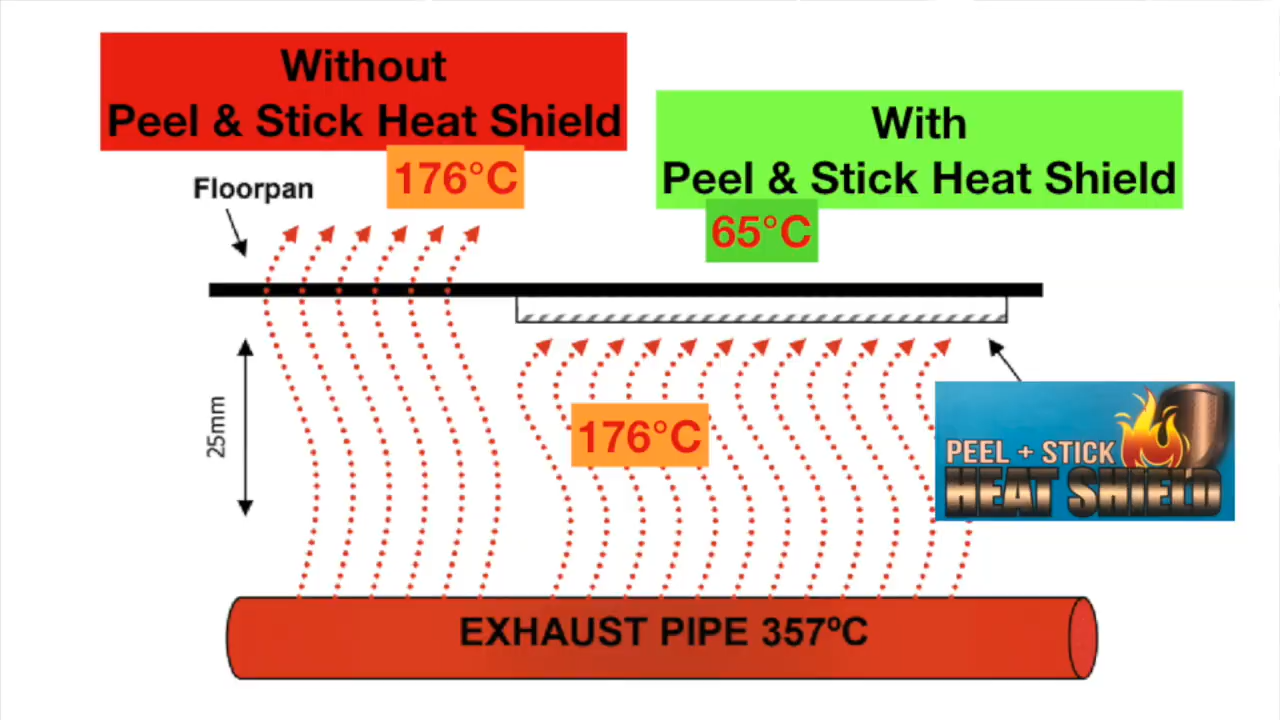 Without
Peel & Stick Heat Shield
176°C
With
Peel & Stick Heat Shield
65°C
Floorpan
25mm
176°C
PEEL + STICK
HEAT SHIELD
EXHAUST PIPE 357ºC